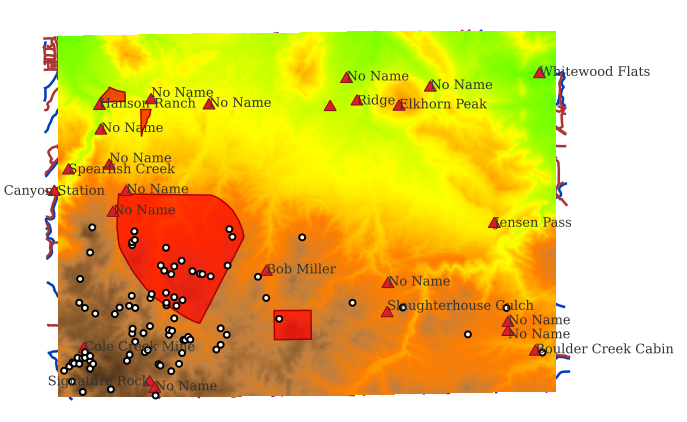 Whitewood Flats
No Name
No Name
No Name
Hanson Ranch
No Name
Ridge
Elkhorn Peak
No Name
No Name
Spearfish Creek
Canyon Station
No Name
No Name
Jensen Pass
Bob Miller
No Name
Slaughterhouse Gulch
No Name
No Name
Cole Creek Mine
Boulder Creek Cabin
Signature Rock
No Name